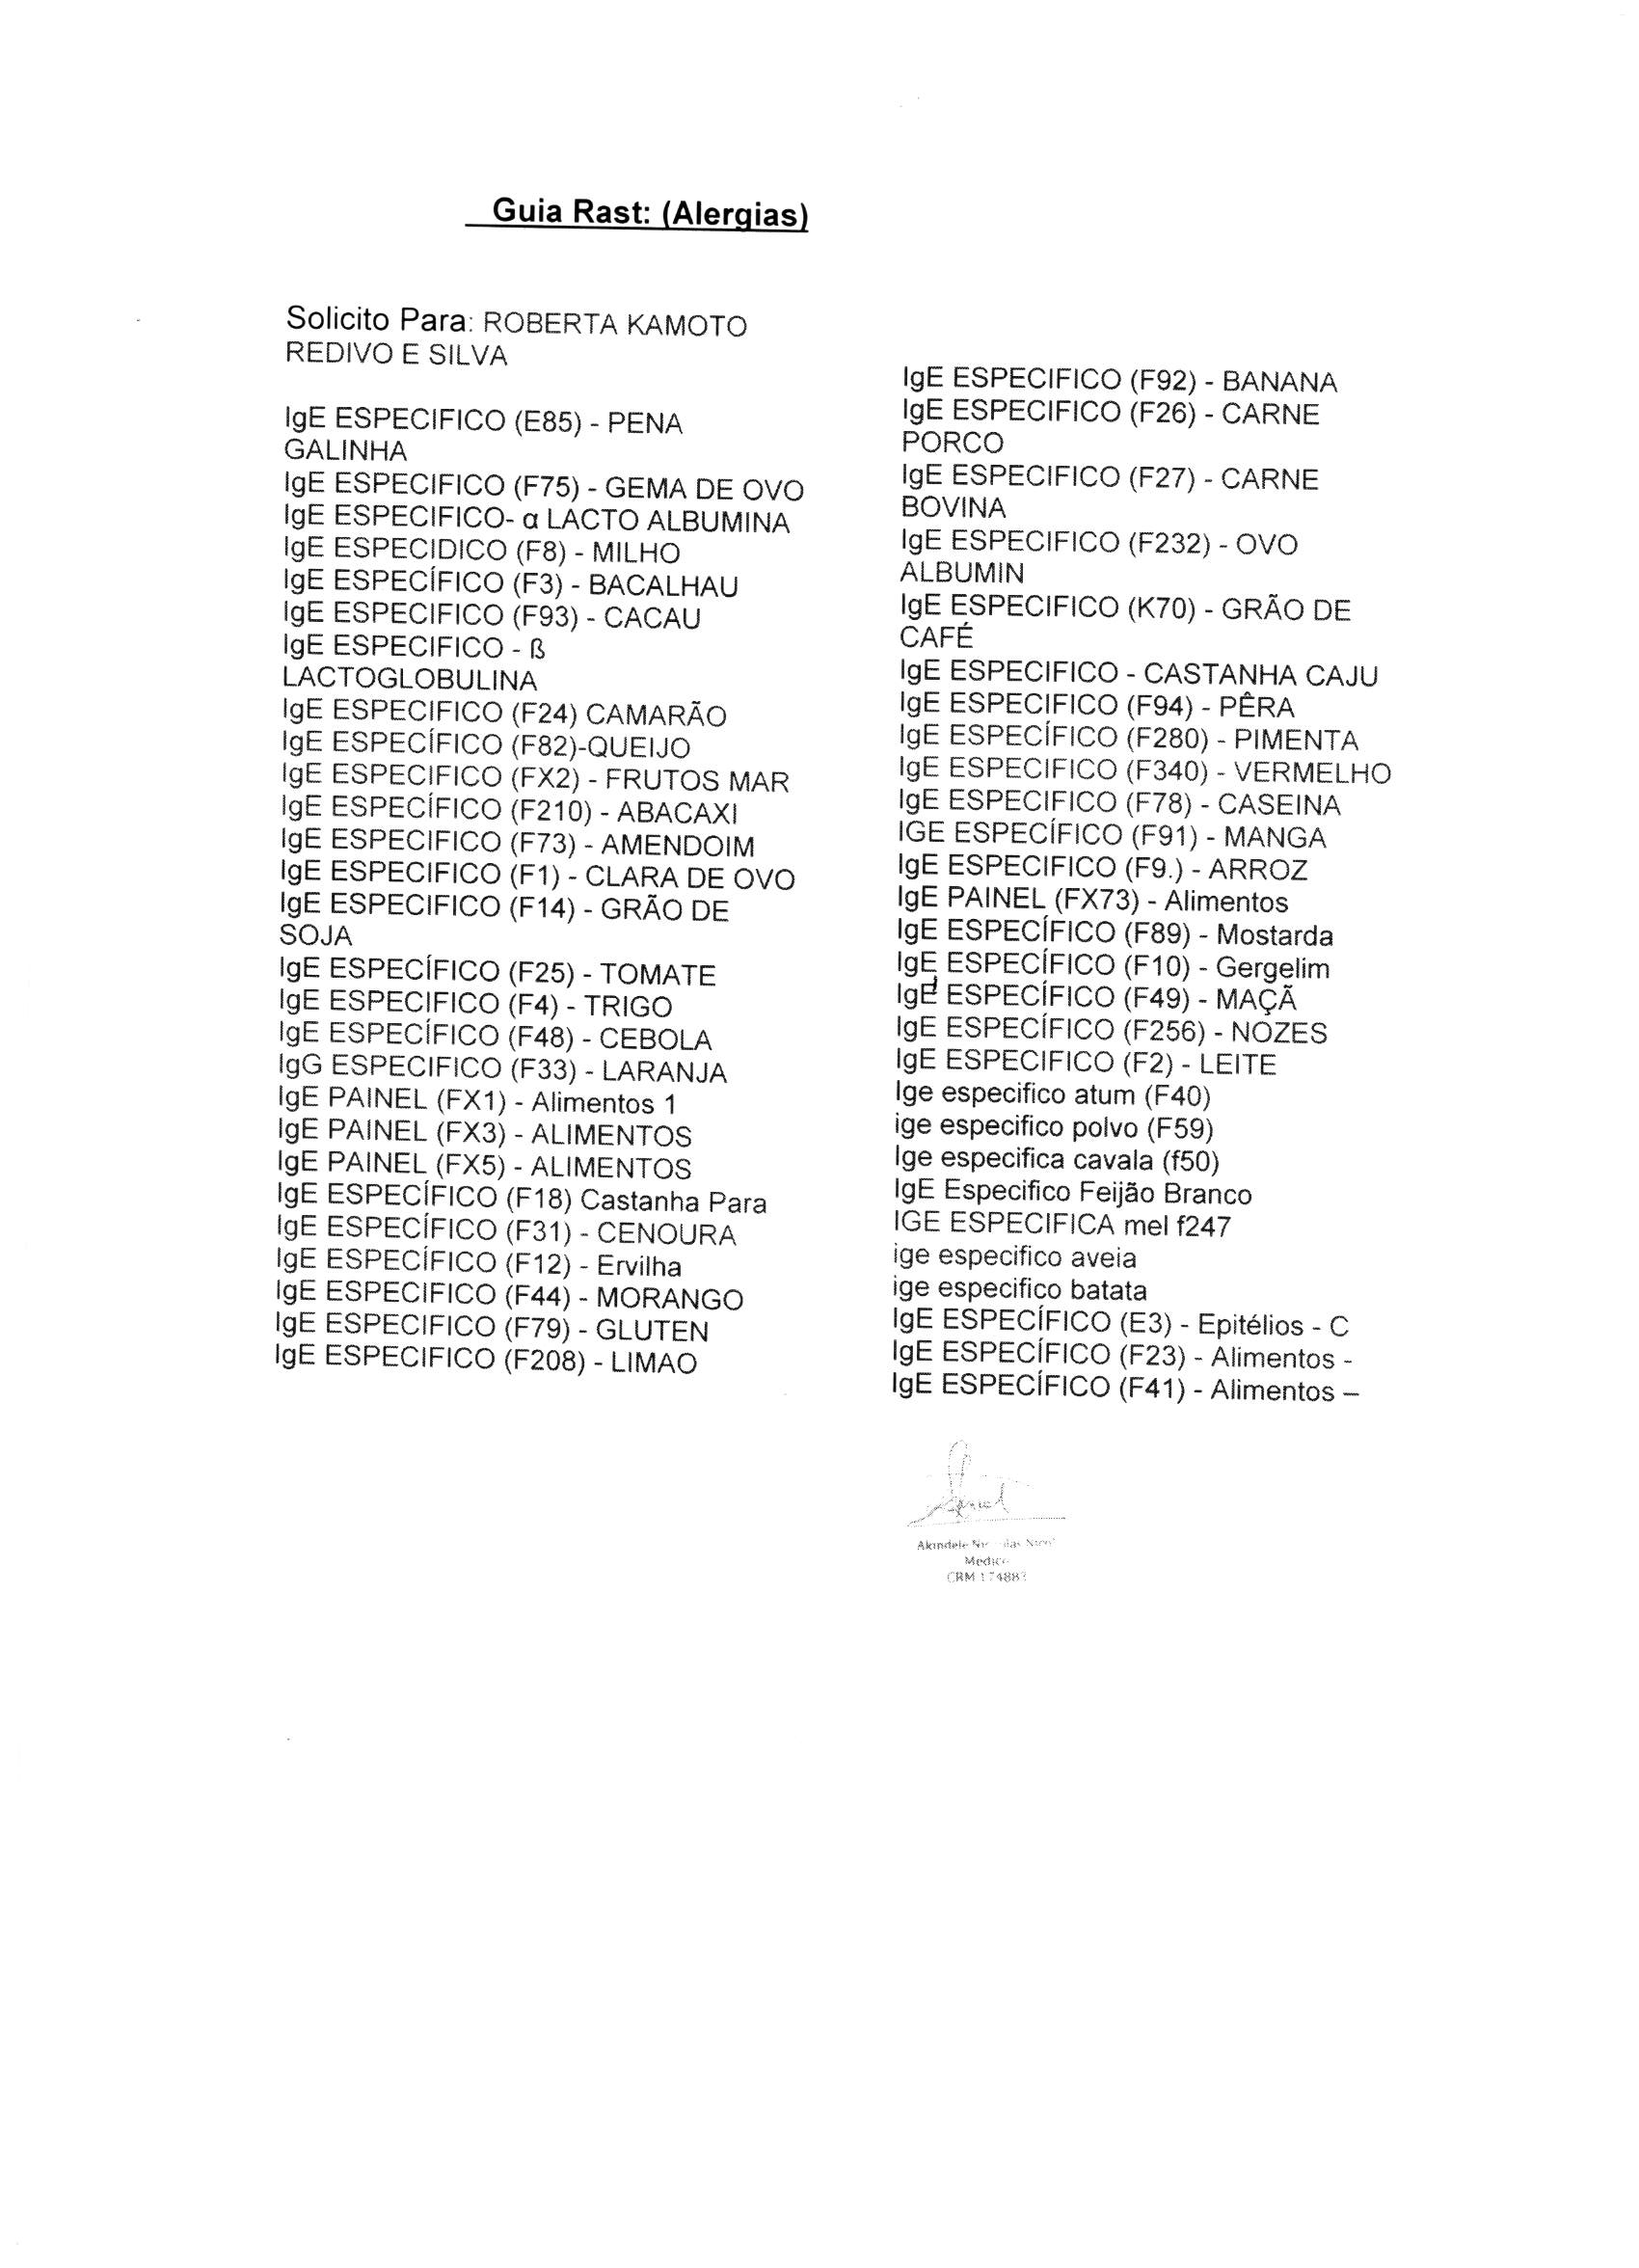 Guia Rast: (Alergias)
Solicito Para: ROBERTA KAMOTO
REDIVO E SILVA
IgE ESPECIFICO (E85) - PENA
GALINHA
IgE ESPECIFICO (F75) - GEMA DE OVO
IgE ESPECIFICO- α LACTO ALBUMINA
IgE ESPECIDICO (F8) - MILHO
IgE ESPECÍFICO (F3) - BACALHAU
IgE ESPECIFICO (F93) - CACAU
IgE ESPECIFICO - ß
LACTOGLOBULINA
IgE ESPECIFICO (F24) CAMARÃO
IgE ESPECÍFICO (F82)-QUEIJO
IgE ESPECIFICO (FX2) - FRUTOS MAR
IgE ESPECÍFICO (F210) - ABACAXI
IgE ESPECIFICO (F73) - AMENDOIM
IgE ESPECIFICO (F1) - CLARA DE OVO
IgE ESPECIFICO (F14) - GRÃO DE
SOJA
IgE ESPECÍFICO (F25) - TOMATE
IgE ESPECIFICO (F4) - TRIGO
IgE ESPECÍFICO (F48) - CEBOLA
IgG ESPECIFICO (F33) - LARANJA
IgE PAINEL (FX1) - Alimentos 1
IgE PAINEL (FX3) - ALIMENTOS
IgE PAINEL (FX5) - ALIMENTOS
IgE ESPECÍFICO (F18) Castanha Para
IgE ESPECÍFICO (F31) - CENOURA
IgE ESPECÍFICO (F12) - Ervilha
IgE ESPECIFICO (F44) - MORANGO
IgE ESPECIFICO (F79) - GLUTEN
IgE ESPECIFICO (F208) - LIMAO
IgE ESPECIFICO (F92) - BANANA
IgE ESPECIFICO (F26) - CARNE
PORCO
IgE ESPECIFICO (F27) - CARNE
BOVINA
IgE ESPECIFICO (F232) - OVO
ALBUMIN
IgE ESPECIFICO (K70) - GRÃO DE
CAFÉ
IgE ESPECIFICO - CASTANHA CAJU
IgE ESPECIFICO (F94) - PÊRA
IgE ESPECÍFICO (F280) - PIMENTA
IgE ESPECIFICO (F340) - VERMELHO
IgE ESPECIFICO (F78) - CASEINA
IGE ESPECÍFICO (F91) - MANGA
IgE ESPECIFICO (F9.) - ARROZ
IgE PAINEL (FX73) - Alimentos
IgE ESPECÍFICO (F89) - Mostarda
IgE ESPECÍFICO (F10) - Gergelim
IgE ESPECÍFICO (F49) - MAÇÃ
IgE ESPECÍFICO (F256) - NOZES
IgE ESPECIFICO (F2) - LEITE
Ige especifico atum (F40)
ige especifico polvo (F59)
Ige especifica cavala (f50)
IgE Especifico Feijão Branco
IGE ESPECIFICA mel f247
ige especifico aveia
ige especifico batata
IgE ESPECÍFICO (E3) - Epitélios - C
IgE ESPECÍFICO (F23) - Alimentos -
IgE ESPECÍFICO (F41) - Alimentos –
Akindele
Medico
CRM